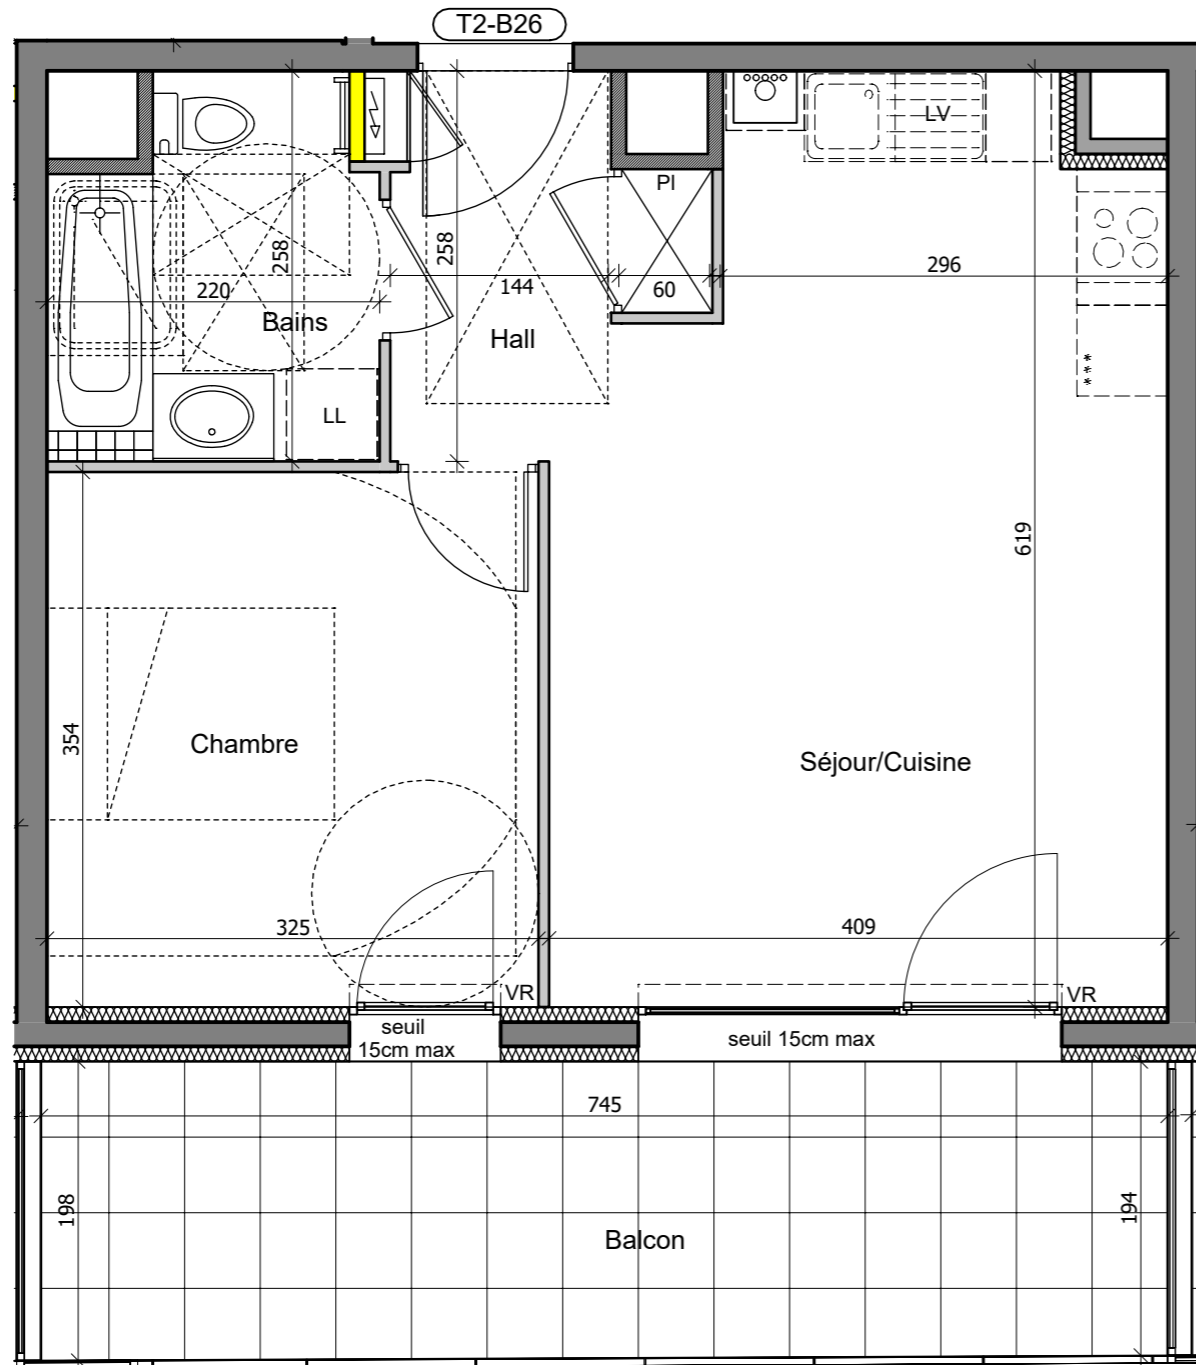 T2-B26
LV
PI
258
258
296
220
144
60
Bains
Hall
LL
***
619
354
Chambre
Séjour/Cuisine
325
409
VR
VR
seuil
15cm max
seuil 15cm max
745
198
194
Balcon